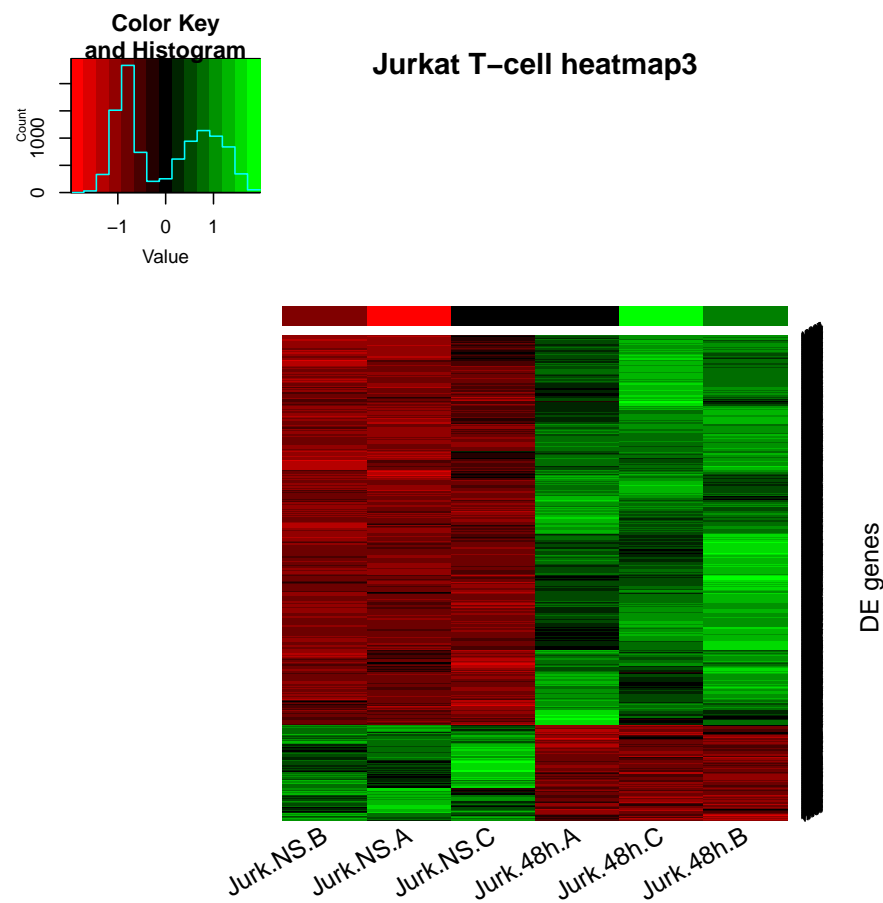 Color Key
and Histogram
Jurkat T−cell heatmap3
Count
0
1000
−1
0
1
Value
DE genes
Jurk.NS.B
Jurk.NS.A
Jurk.NS.C
Jurk.48h.A
Jurk.48h.C
Jurk.48h.B